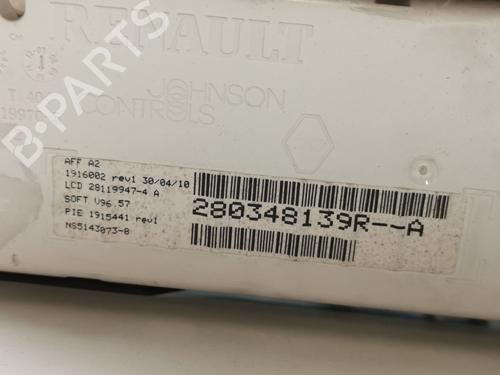 RENAULT
JOHNSON
CONTROLS
B-PARTS
AFF A2
1916002 rev1 30/04/10
LCD 28119947-4 A
SOFT V96.57
PIE 1915441 rev1
NS5143073-8
280348139R--A